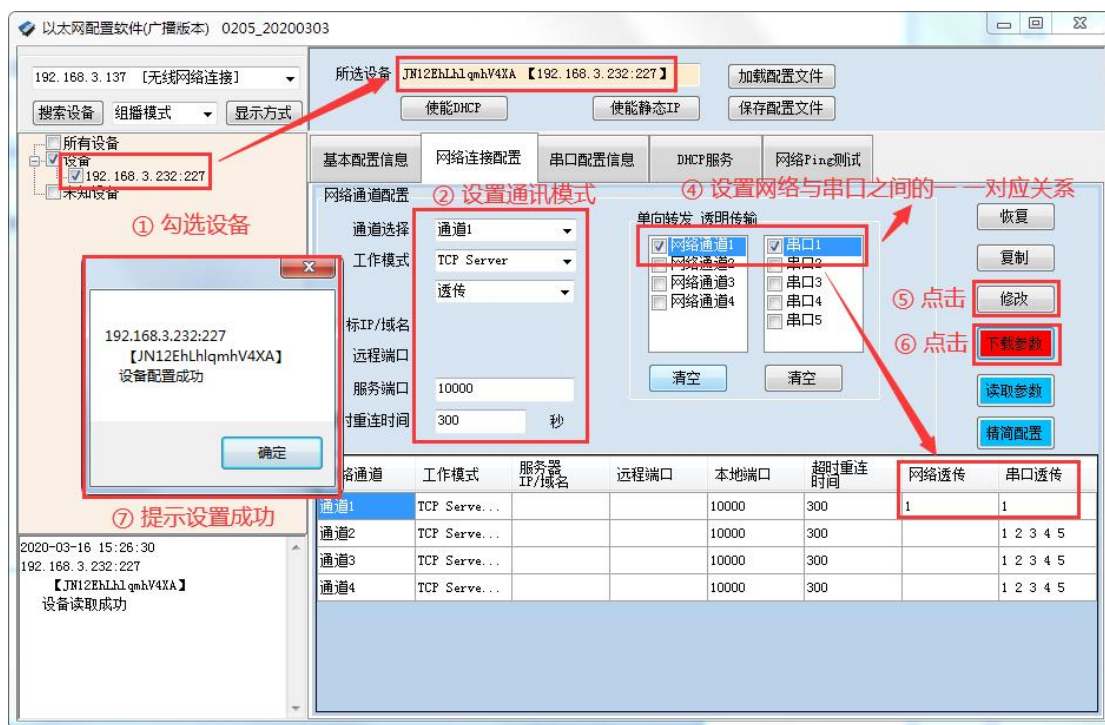 以太网配置软件(广播版本) 0205_20200303
192.168.3.137 [无线网络连接]
搜索设备 组播模式 显示方式
所选设备 JN12EhLhlqmhV4XA 【192.168.3.232:227】 加载配置文件
使能DHCP 使能静态IP 保存配置文件
所有设备
设备
192.168.3.232:227
未知设备
① 勾选设备
基本配置信息 网络连接配置 串口配置信息 DHCP服务 网络Ping测试
网络通道配置 ② 设置通讯模式 ④ 设置网络与串口之间的一 一对应关系
单向转发 透明传输
通道选择 通道1
工作模式 TCP Server
透传
标IP/域名
远程端口
服务端口 10000
时重连时间 300 秒
网络通道1 串口1
网络通道2 串口2
网络通道3 串口3
网络通道4 串口4
串口5
清空 清空
恢复
复制
⑤ 点击 修改
⑥ 点击 下载参数
读取参数
精简配置
192.168.3.232:227
【JN12EhLhlqmhV4XA】
设备配置成功
确定
⑦ 提示设置成功
络通道 工作模式 服务器IP/域名 远程端口 本地端口 超时重连时间 网络透传 串口透传
通道1 TCP Serve... 10000 300 1 1
通道2 TCP Serve... 10000 300 1 2 3 4 5
通道3 TCP Serve... 10000 300 1 2 3 4 5
通道4 TCP Serve... 10000 300 1 2 3 4 5
2020-03-16 15:26:30
192.168.3.232:227
【JN12EhLhlqmhV4XA】
设备读取成功